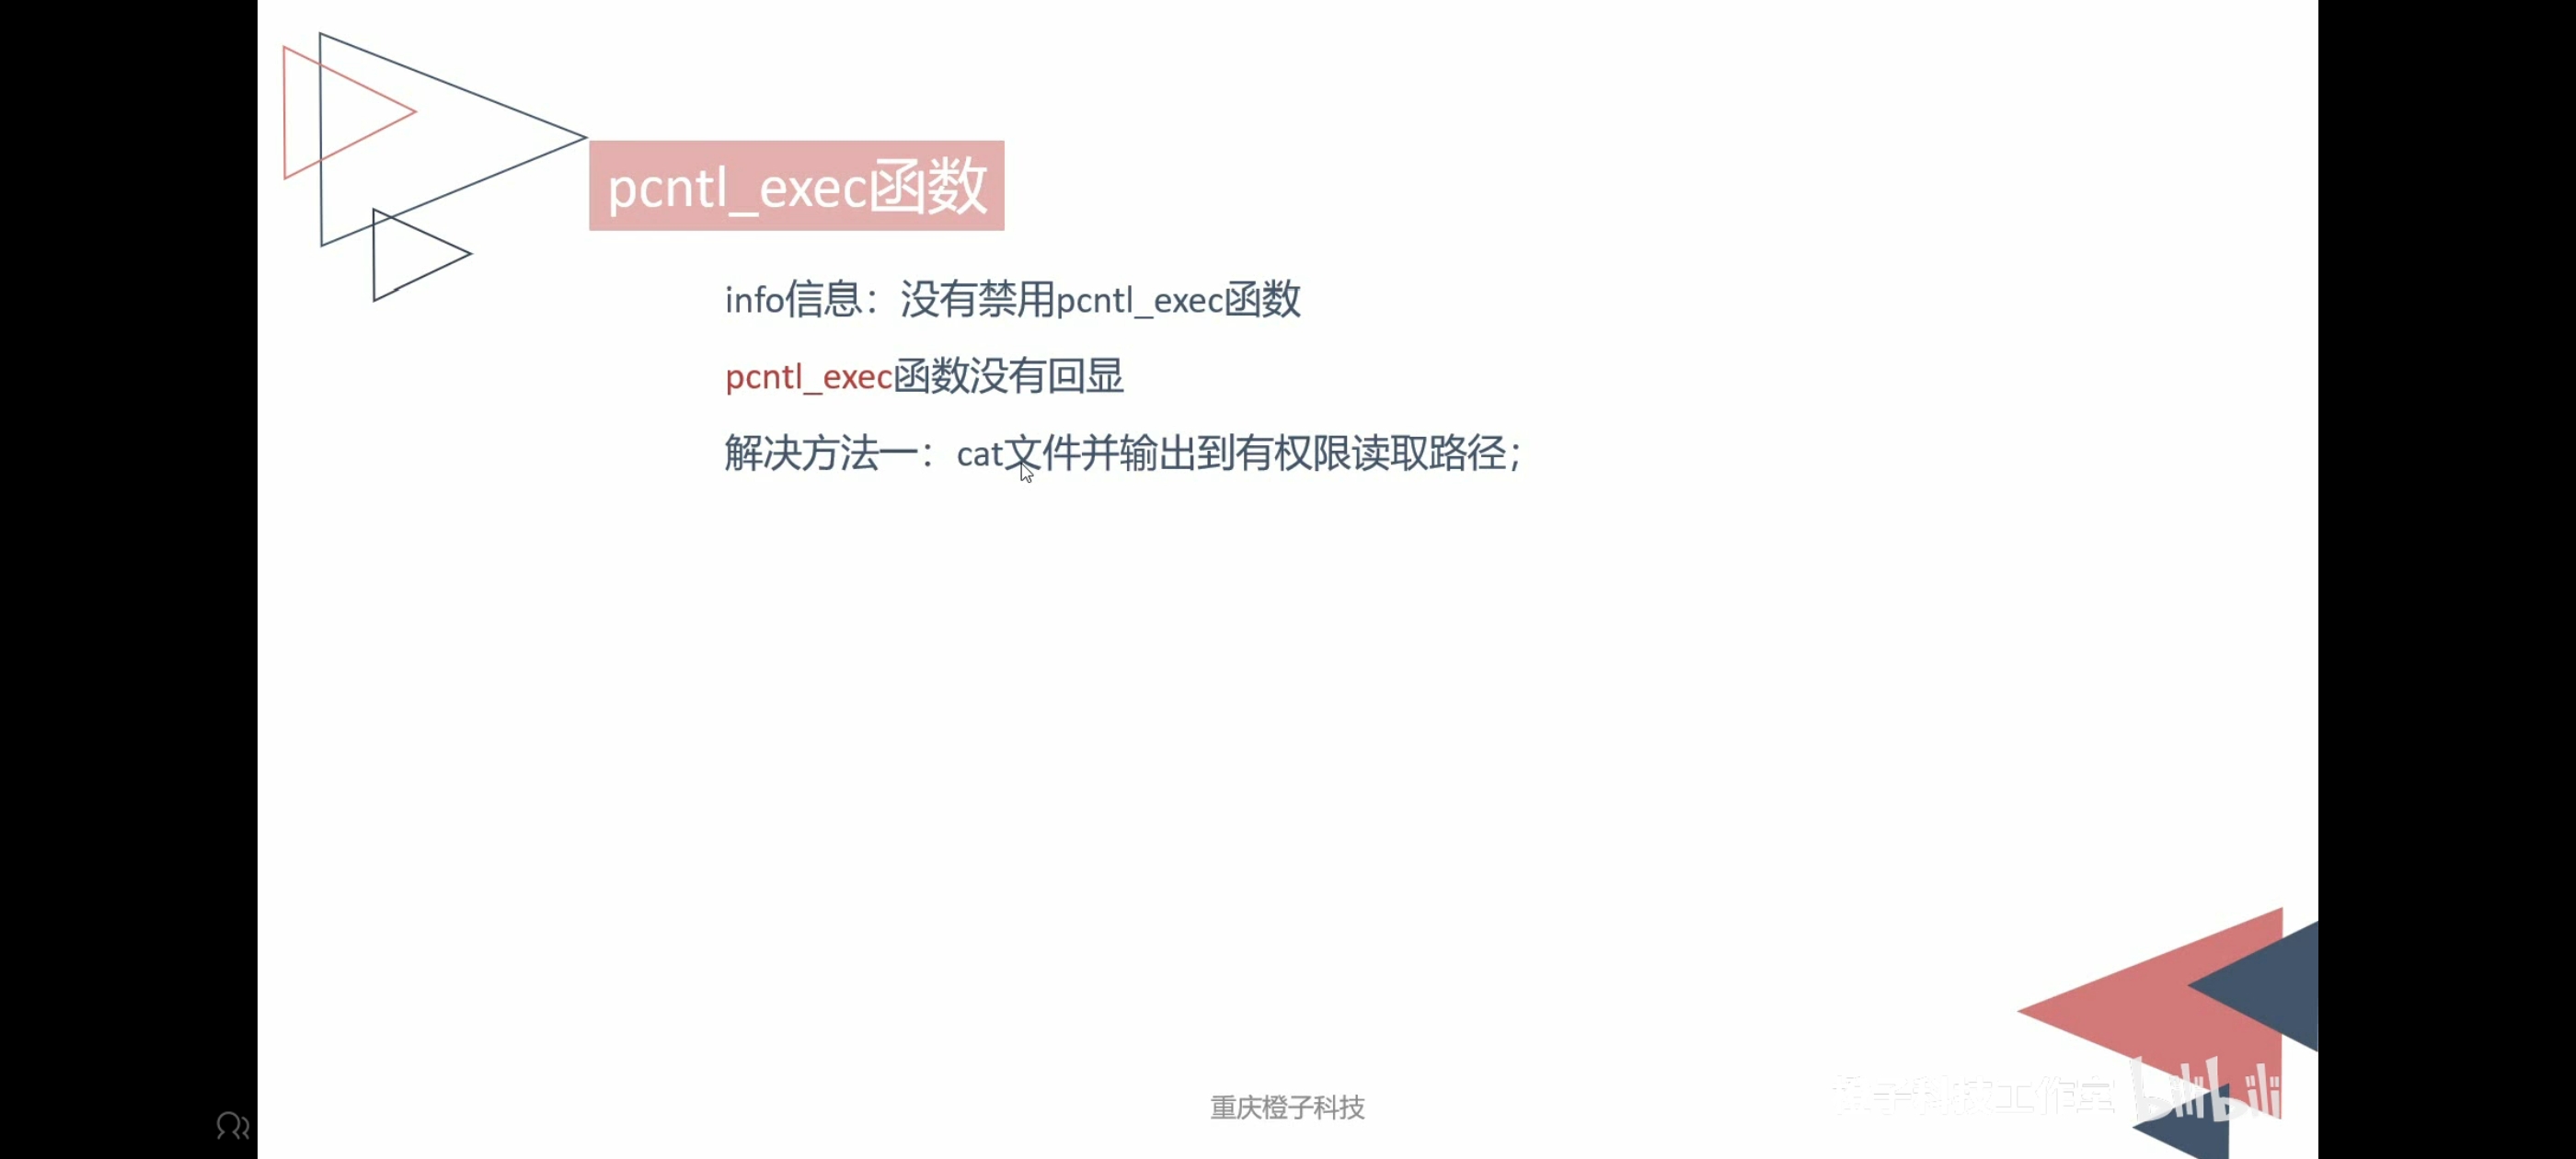 pcntl_exec函数
info信息：没有禁用pcntl_exec函数
pcntl_exec函数没有回显
解决方法一：cat文件并输出到有权限读取路径；
重庆橙子科技
橙子科技工作室 bilibili